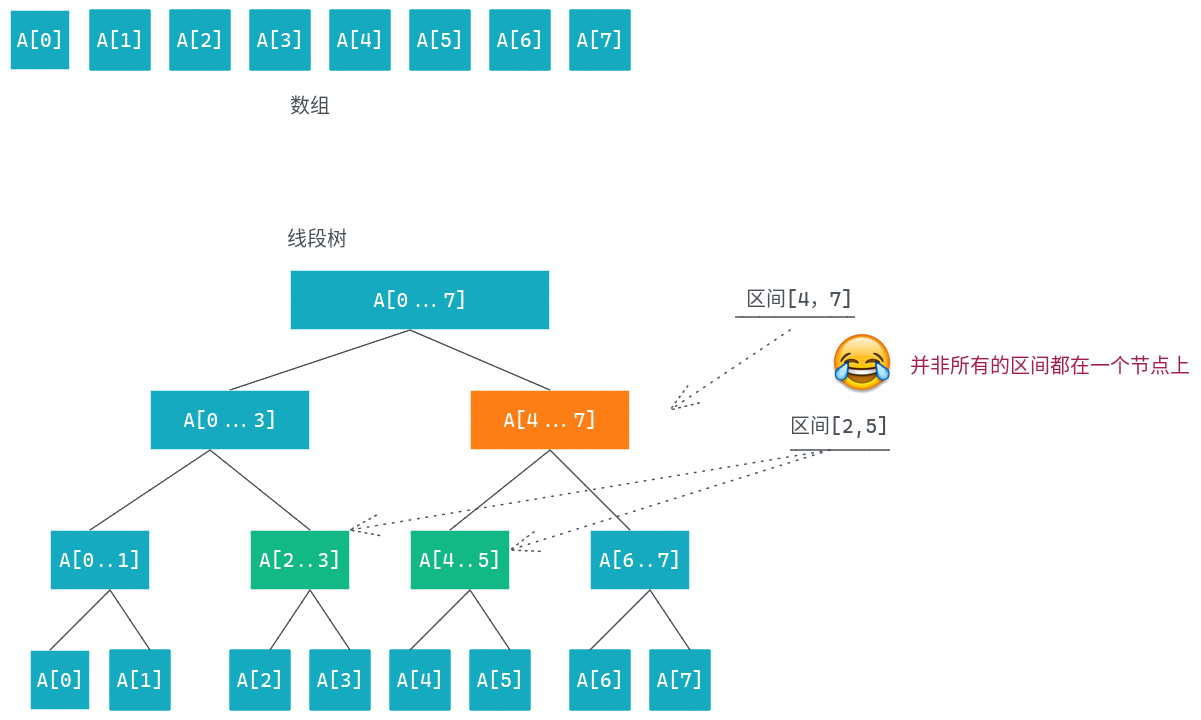 A[0] A[1] A[2] A[3] A[4] A[5] A[6] A[7]
数组
线段树
A[0...7]
区间[4, 7]
并非所有的区间都在一个节点上
A[0...3] A[4...7]
区间[2,5]
A[0..1] A[2..3] A[4..5] A[6..7]
A[0] A[1] A[2] A[3] A[4] A[5] A[6] A[7]